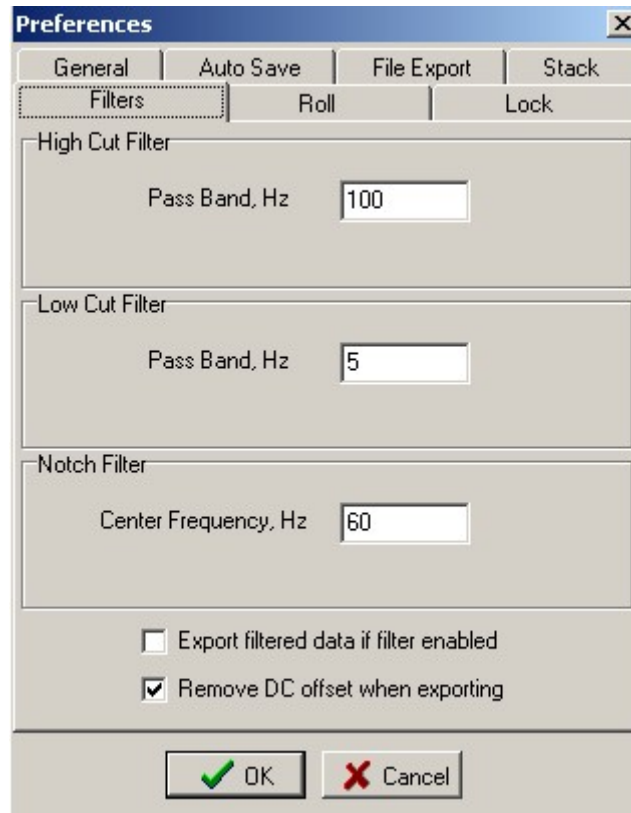 Preferences
General Auto Save File Export Stack
Filters Roll Lock
High Cut Filter
Pass Band, Hz 100
Low Cut Filter
Pass Band, Hz 5
Notch Filter
Center Frequency, Hz 60
Export filtered data if filter enabled
Remove DC offset when exporting
OK Cancel